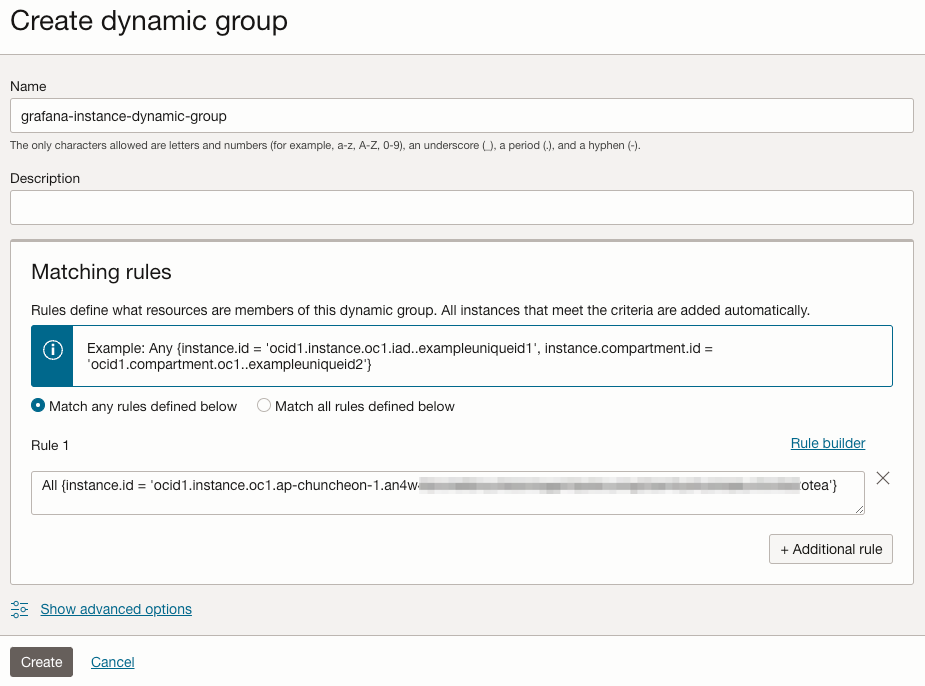 Create dynamic group
Name
grafana-instance-dynamic-group
The only characters allowed are letters and numbers (for example, a-z, A-Z, 0-9), an underscore (_), a period (.), and a hyphen (-).
Description
Matching rules
Rules define what resources are members of this dynamic group. All instances that meet the criteria are added automatically.
Example: Any {instance.id = 'ocid1.instance.oc1.iad..exampleuniqueid1', instance.compartment.id =
'ocid1.compartment.oc1..exampleuniqueid2'}
Match any rules defined below Match all rules defined below
Rule 1 Rule builder
All {instance.id = 'ocid1.instance.oc1.ap-chuncheon-1.an4w otea'}
+ Additional rule
Show advanced options
Create Cancel